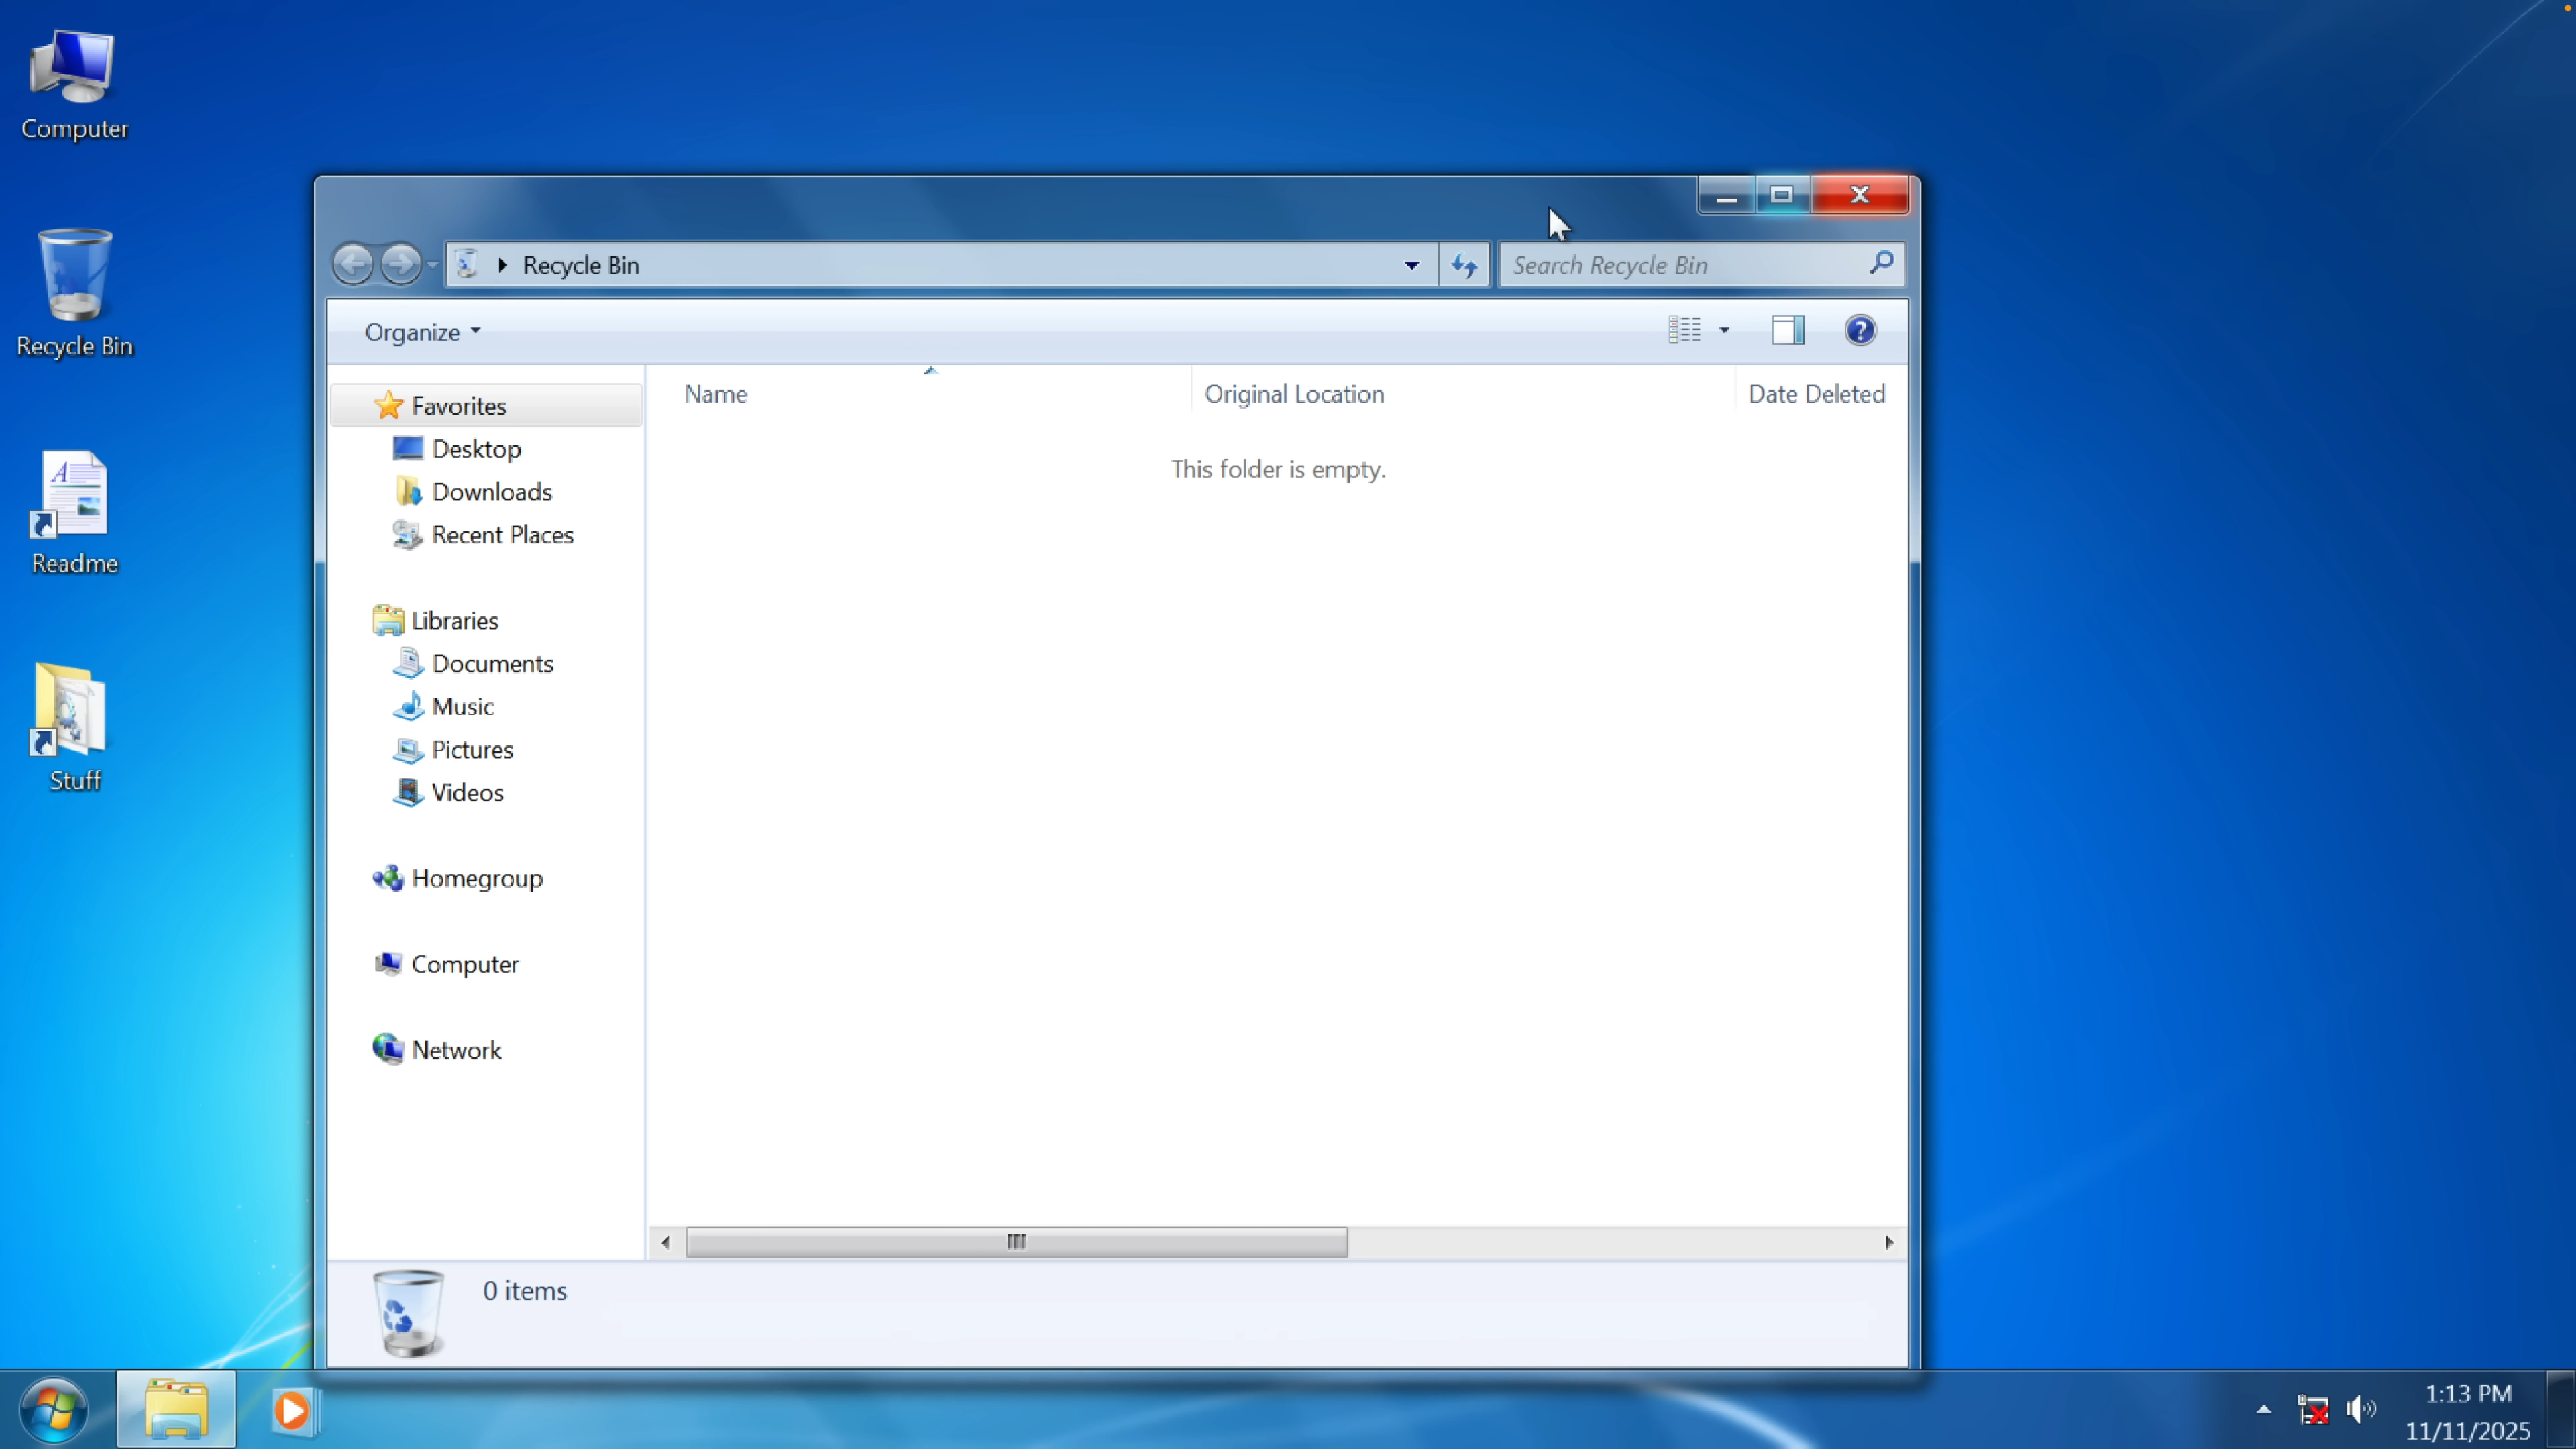 Computer
Recycle Bin
Readme
Stuff
Recycle Bin
Search Recycle Bin
Organize
Name
Original Location
Date Deleted
This folder is empty.
Favorites
Desktop
Downloads
Recent Places
Libraries
Documents
Music
Pictures
Videos
Homegroup
Computer
Network
0 items
1:13 PM
11/11/2025